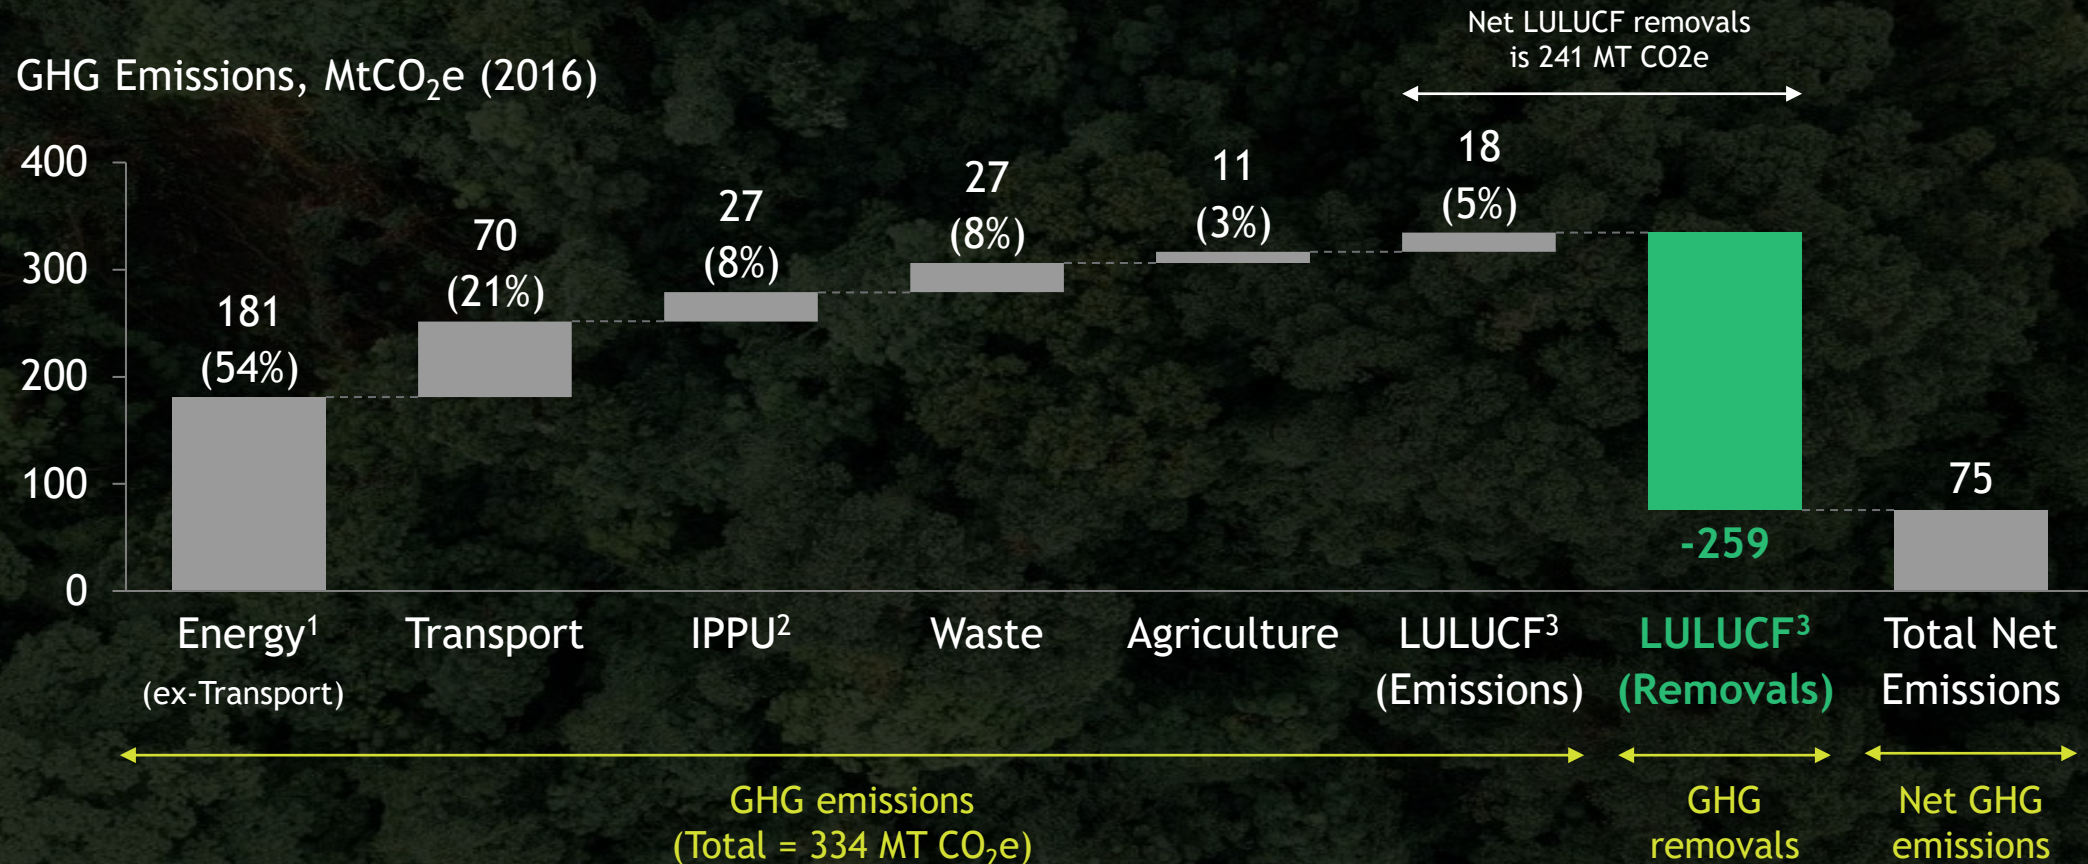 Net LULUCF removals
is 241 MT CO2e
GHG Emissions, MtCO₂e (2016)
400
300
200
100
0
181
(54%)
70
(21%)
27
(8%)
27
(8%)
11
(3%)
18
(5%)
-259
75
Energy¹
(ex-Transport)
Transport
IPPU²
Waste
Agriculture
LULUCF³
(Emissions)
LULUCF³
(Removals)
Total Net
Emissions
GHG emissions
(Total = 334 MT CO₂e)
GHG
removals
Net GHG
emissions